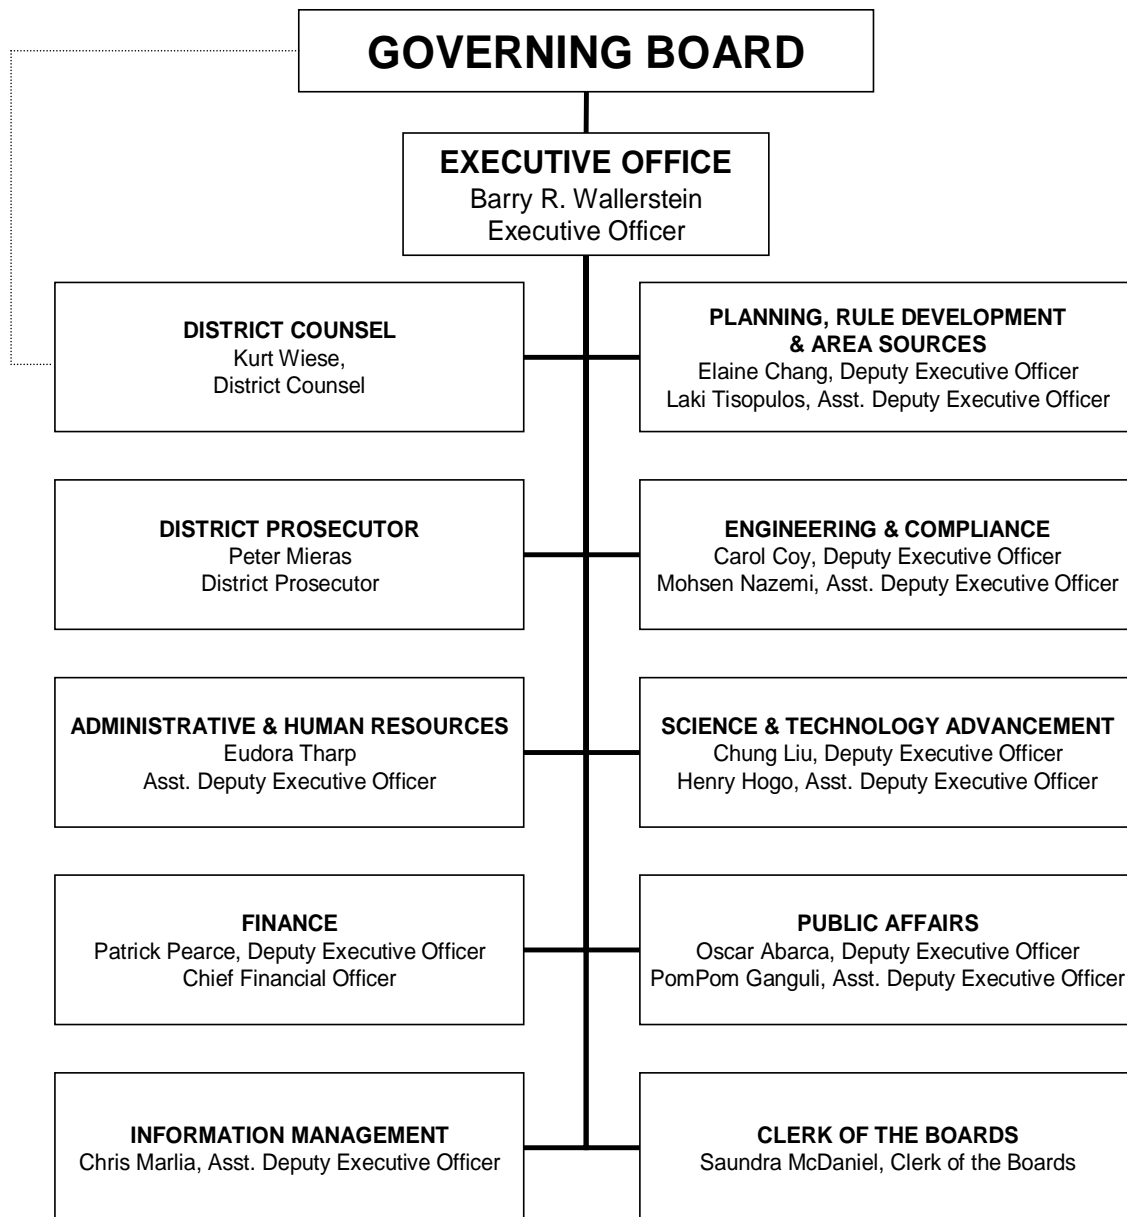 GOVERNING BOARD
EXECUTIVE OFFICE
Barry R. Wallerstein
Executive Officer
DISTRICT COUNSEL
Kurt Wiese,
District Counsel
PLANNING, RULE DEVELOPMENT
& AREA SOURCES
Elaine Chang, Deputy Executive Officer
Laki Tisopulos, Asst. Deputy Executive Officer
DISTRICT PROSECUTOR
Peter Mieras
District Prosecutor
ENGINEERING & COMPLIANCE
Carol Coy, Deputy Executive Officer
Mohsen Nazemi, Asst. Deputy Executive Officer
ADMINISTRATIVE & HUMAN RESOURCES
Eudora Tharp
Asst. Deputy Executive Officer
SCIENCE & TECHNOLOGY ADVANCEMENT
Chung Liu, Deputy Executive Officer
Henry Hogo, Asst. Deputy Executive Officer
FINANCE
Patrick Pearce, Deputy Executive Officer
Chief Financial Officer
PUBLIC AFFAIRS
Oscar Abarca, Deputy Executive Officer
PomPom Ganguli, Asst. Deputy Executive Officer
INFORMATION MANAGEMENT
Chris Marlia, Asst. Deputy Executive Officer
CLERK OF THE BOARDS
Saundra McDaniel, Clerk of the Boards